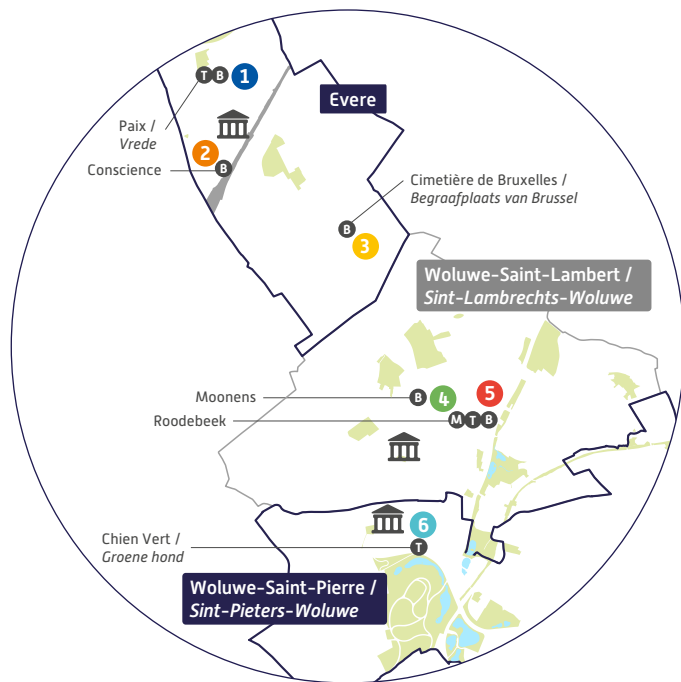 T B 1
Evere
Paix /
Vrede
2
Conscience
B
Cimetière de Bruxelles /
Begraafplaats van Brussel
B
3
Woluwe-Saint-Lambert /
Sint-Lambrechts-Woluwe
Moonens
B 4
5
Roodebeek
M T B
6
Chien Vert /
Groene hond
T
Woluwe-Saint-Pierre /
Sint-Pieters-Woluwe